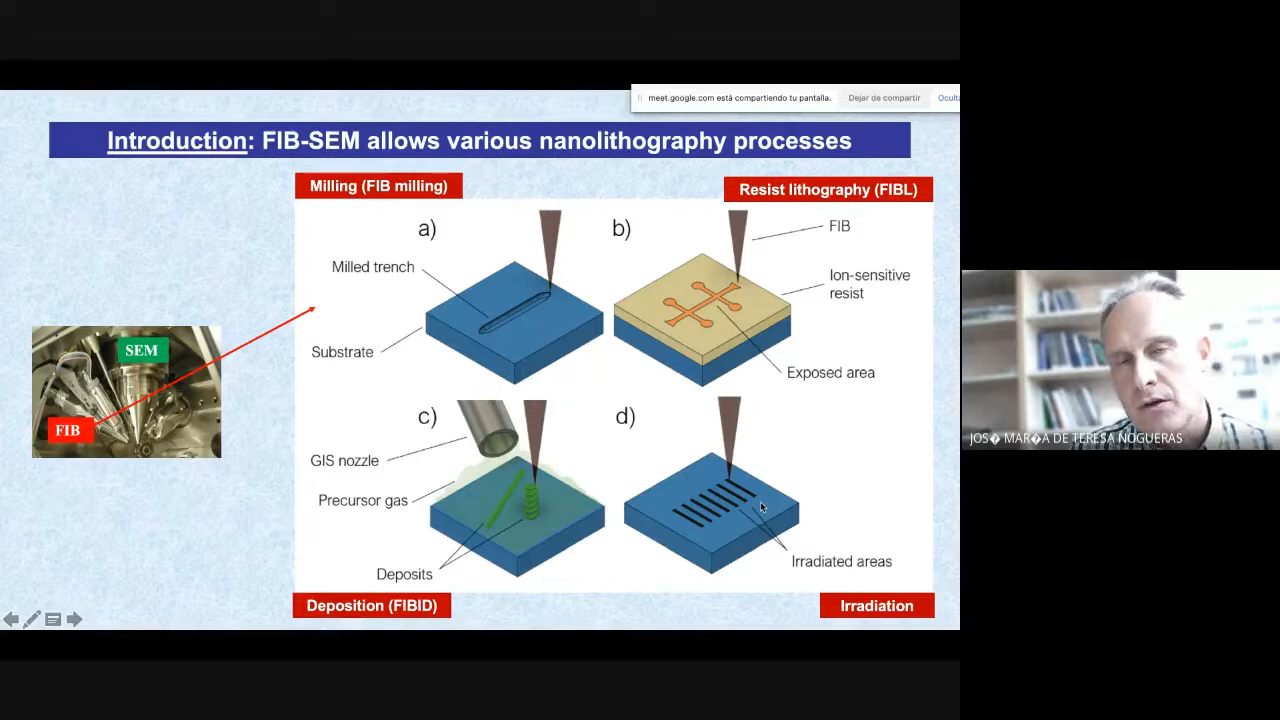 meet.google.com está compartiendo tu pantalla.
Dejar de compartir
Ocult
Introduction: FIB-SEM allows various nanolithography processes
Milling (FIB milling)
Resist lithography (FIBL)
a)
b)
FIB
Milled trench
Ion-sensitive
resist
Substrate
Exposed area
SEM
FIB
c)
d)
GIS nozzle
Precursor gas
Deposits
Irradiated areas
Deposition (FIBID)
Irradiation
JOS� MAR�A DE TERESA NOGUERAS